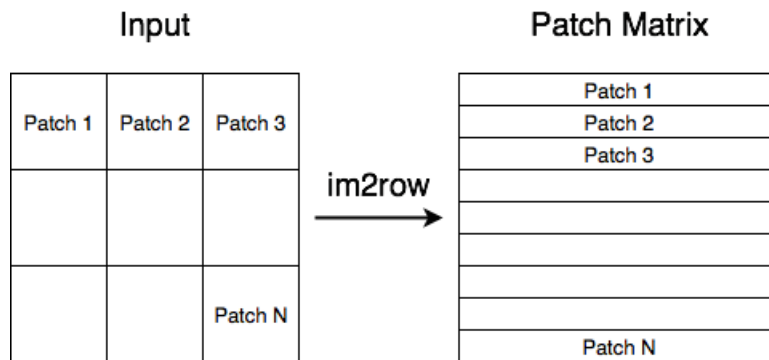 Input
Patch Matrix
Patch 1
Patch 2
Patch 3
Patch N
im2row
Patch 1
Patch 2
Patch 3
Patch N